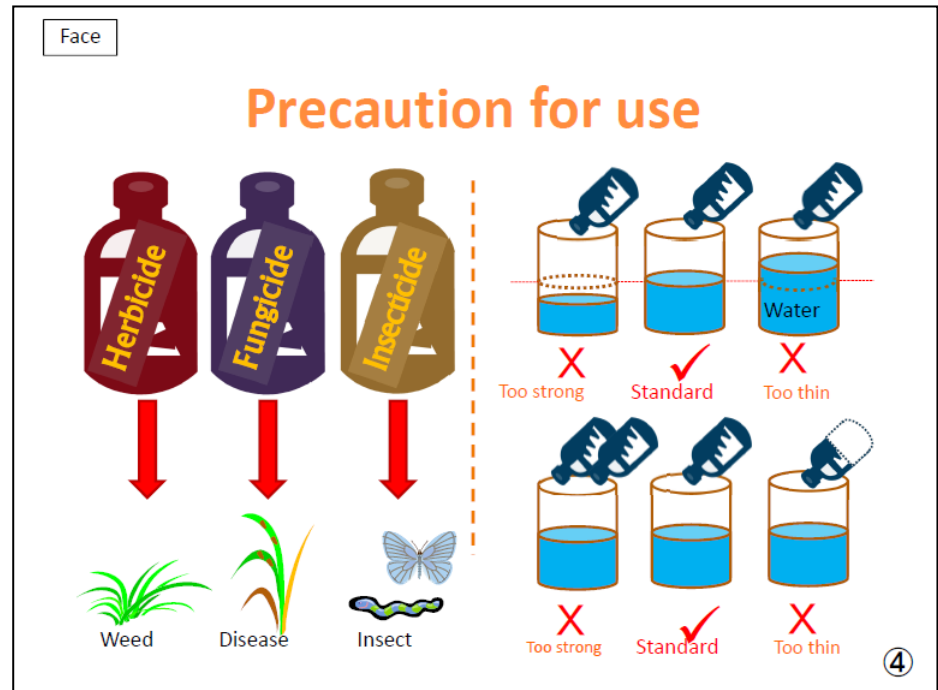 Face
Precaution for use
Herbicide
Fungicide
Insecticide
Weed
Disease
Insect
Water
X
X
Too strong
Standard
Too thin
X
X
Too strong
Standard
Too thin
④